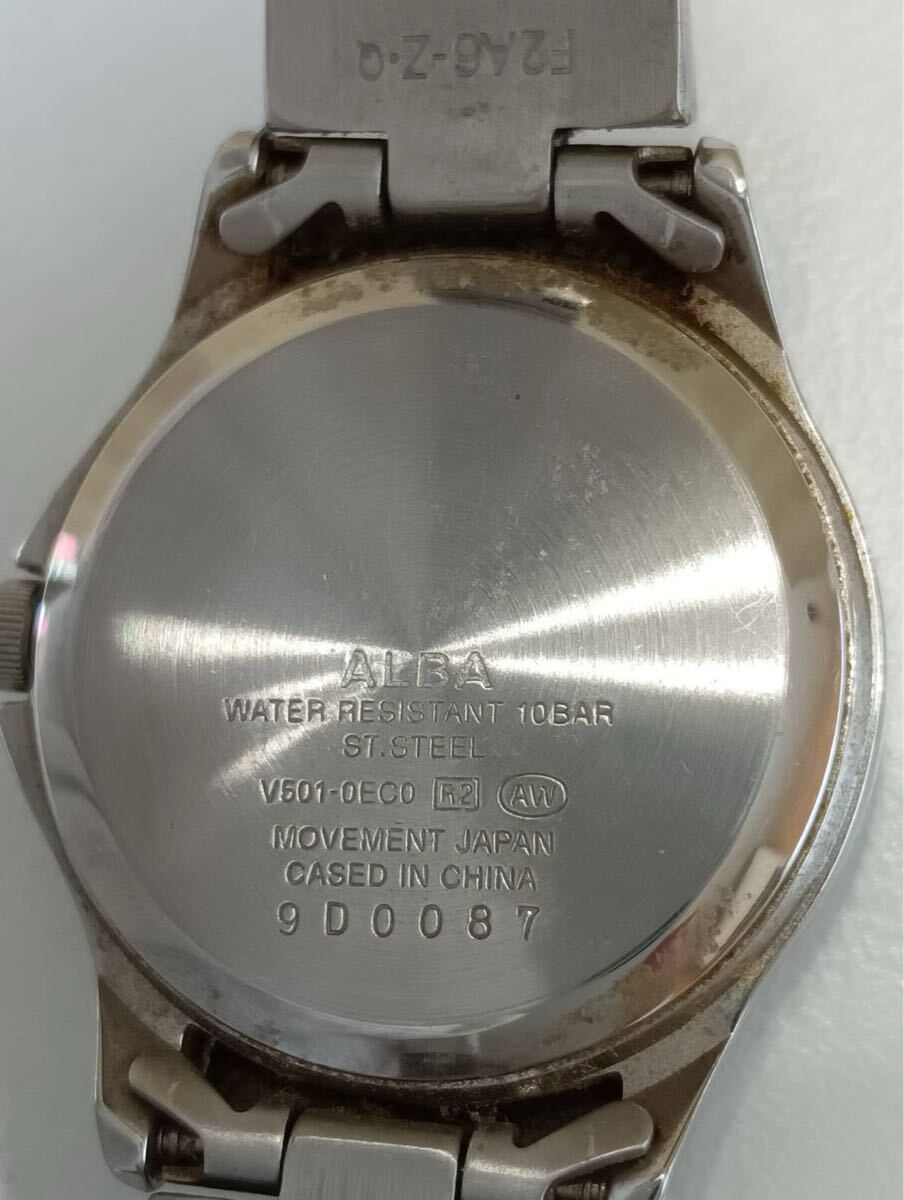 F2A6-Z·Q
ALBA
WATER RESISTANT 10BAR
ST.STEEL
V501-0EC0 R2 AW
MOVEMENT JAPAN
CASED IN CHINA
9D0087